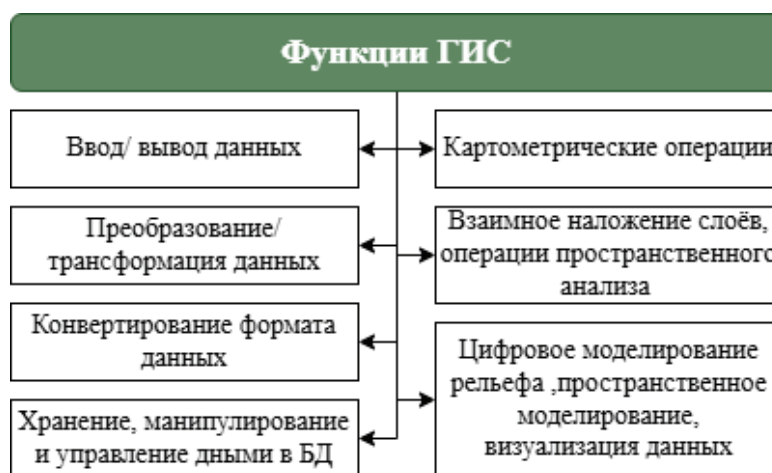 Функции ГИС
Ввод/ вывод данных
Преобразование/
трансформация данных
Конвертирование формата
данных
Хранение, манипулирование
и управление дными в БД
Картометрические операции
Взаимное наложение слоёв,
операции пространственного
анализа
Цифровое моделирование
рельефа ,пространственное
моделирование,
визуализация данных